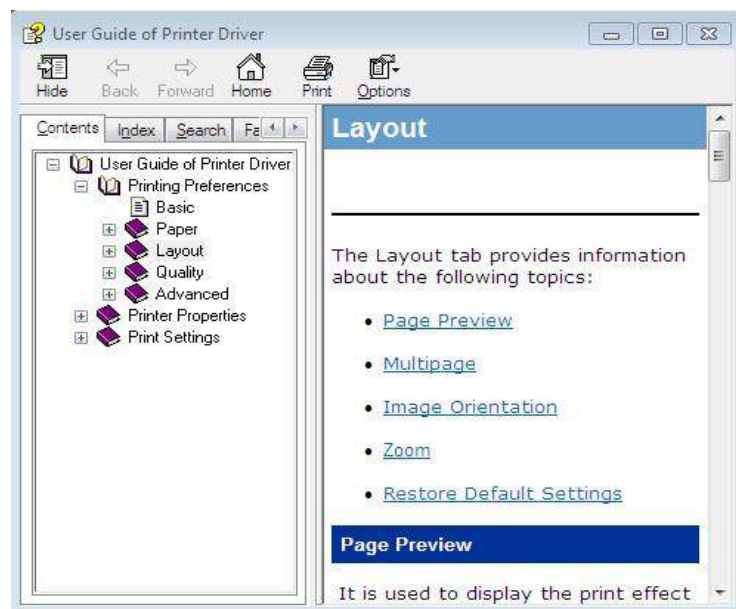 User Guide of Printer Driver
Hide Back Forward Home Print Options
Contents Index Search Fa
User Guide of Printer Driver
Printing Preferences
Basic
Paper
Layout
Quality
Advanced
Printer Properties
Print Settings
Layout
The Layout tab provides information
about the following topics:
Page Preview
Multipage
Image Orientation
Zoom
Restore Default Settings
Page Preview
It is used to display the print effect